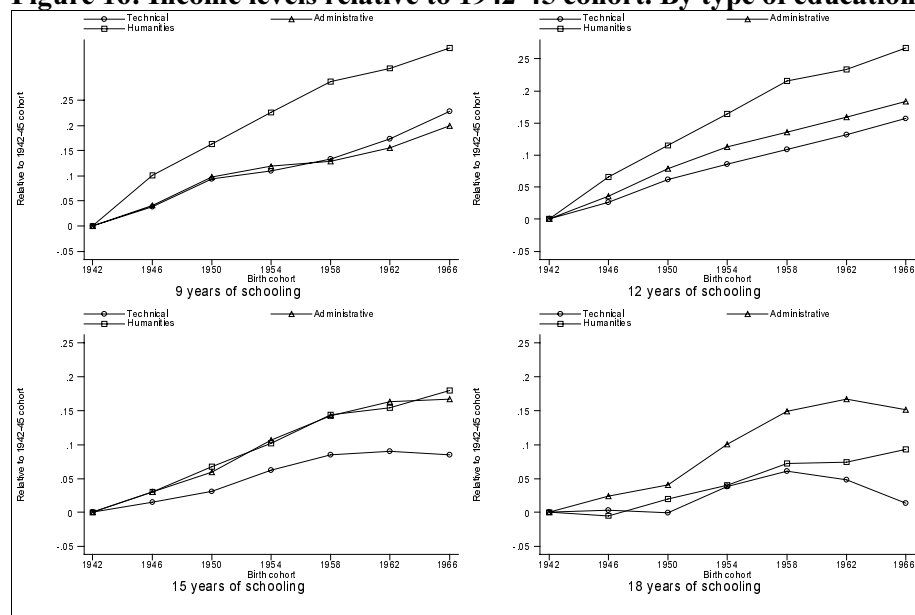 Figure Income levels relative to 1942-45 cohort. By type of education
Technical Administrative
Humanities
Relative to 1942-45 cohort
.25
.2
.15
.1
.05
0
-.05
1942 1946 1950 1954 1958 1962 1966
Birth cohort
9 years of schooling
Technical Administrative
Humanities
Relative to 1942-45 cohort
.25
.2
.15
.1
.05
0
-.05
1942 1946 1950 1954 1958 1962 1966
Birth cohort
12 years of schooling
Technical Administrative
Humanities
Relative to 1942-45 cohort
.25
.2
.15
.1
.05
0
-.05
1942 1946 1950 1954 1958 1962 1966
Birth cohort
15 years of schooling
Technical Administrative
Humanities
Relative to 1942-45 cohort
.25
.2
.15
.1
.05
0
-.05
1942 1946 1950 1954 1958 1962 1966
Birth cohort
18 years of schooling